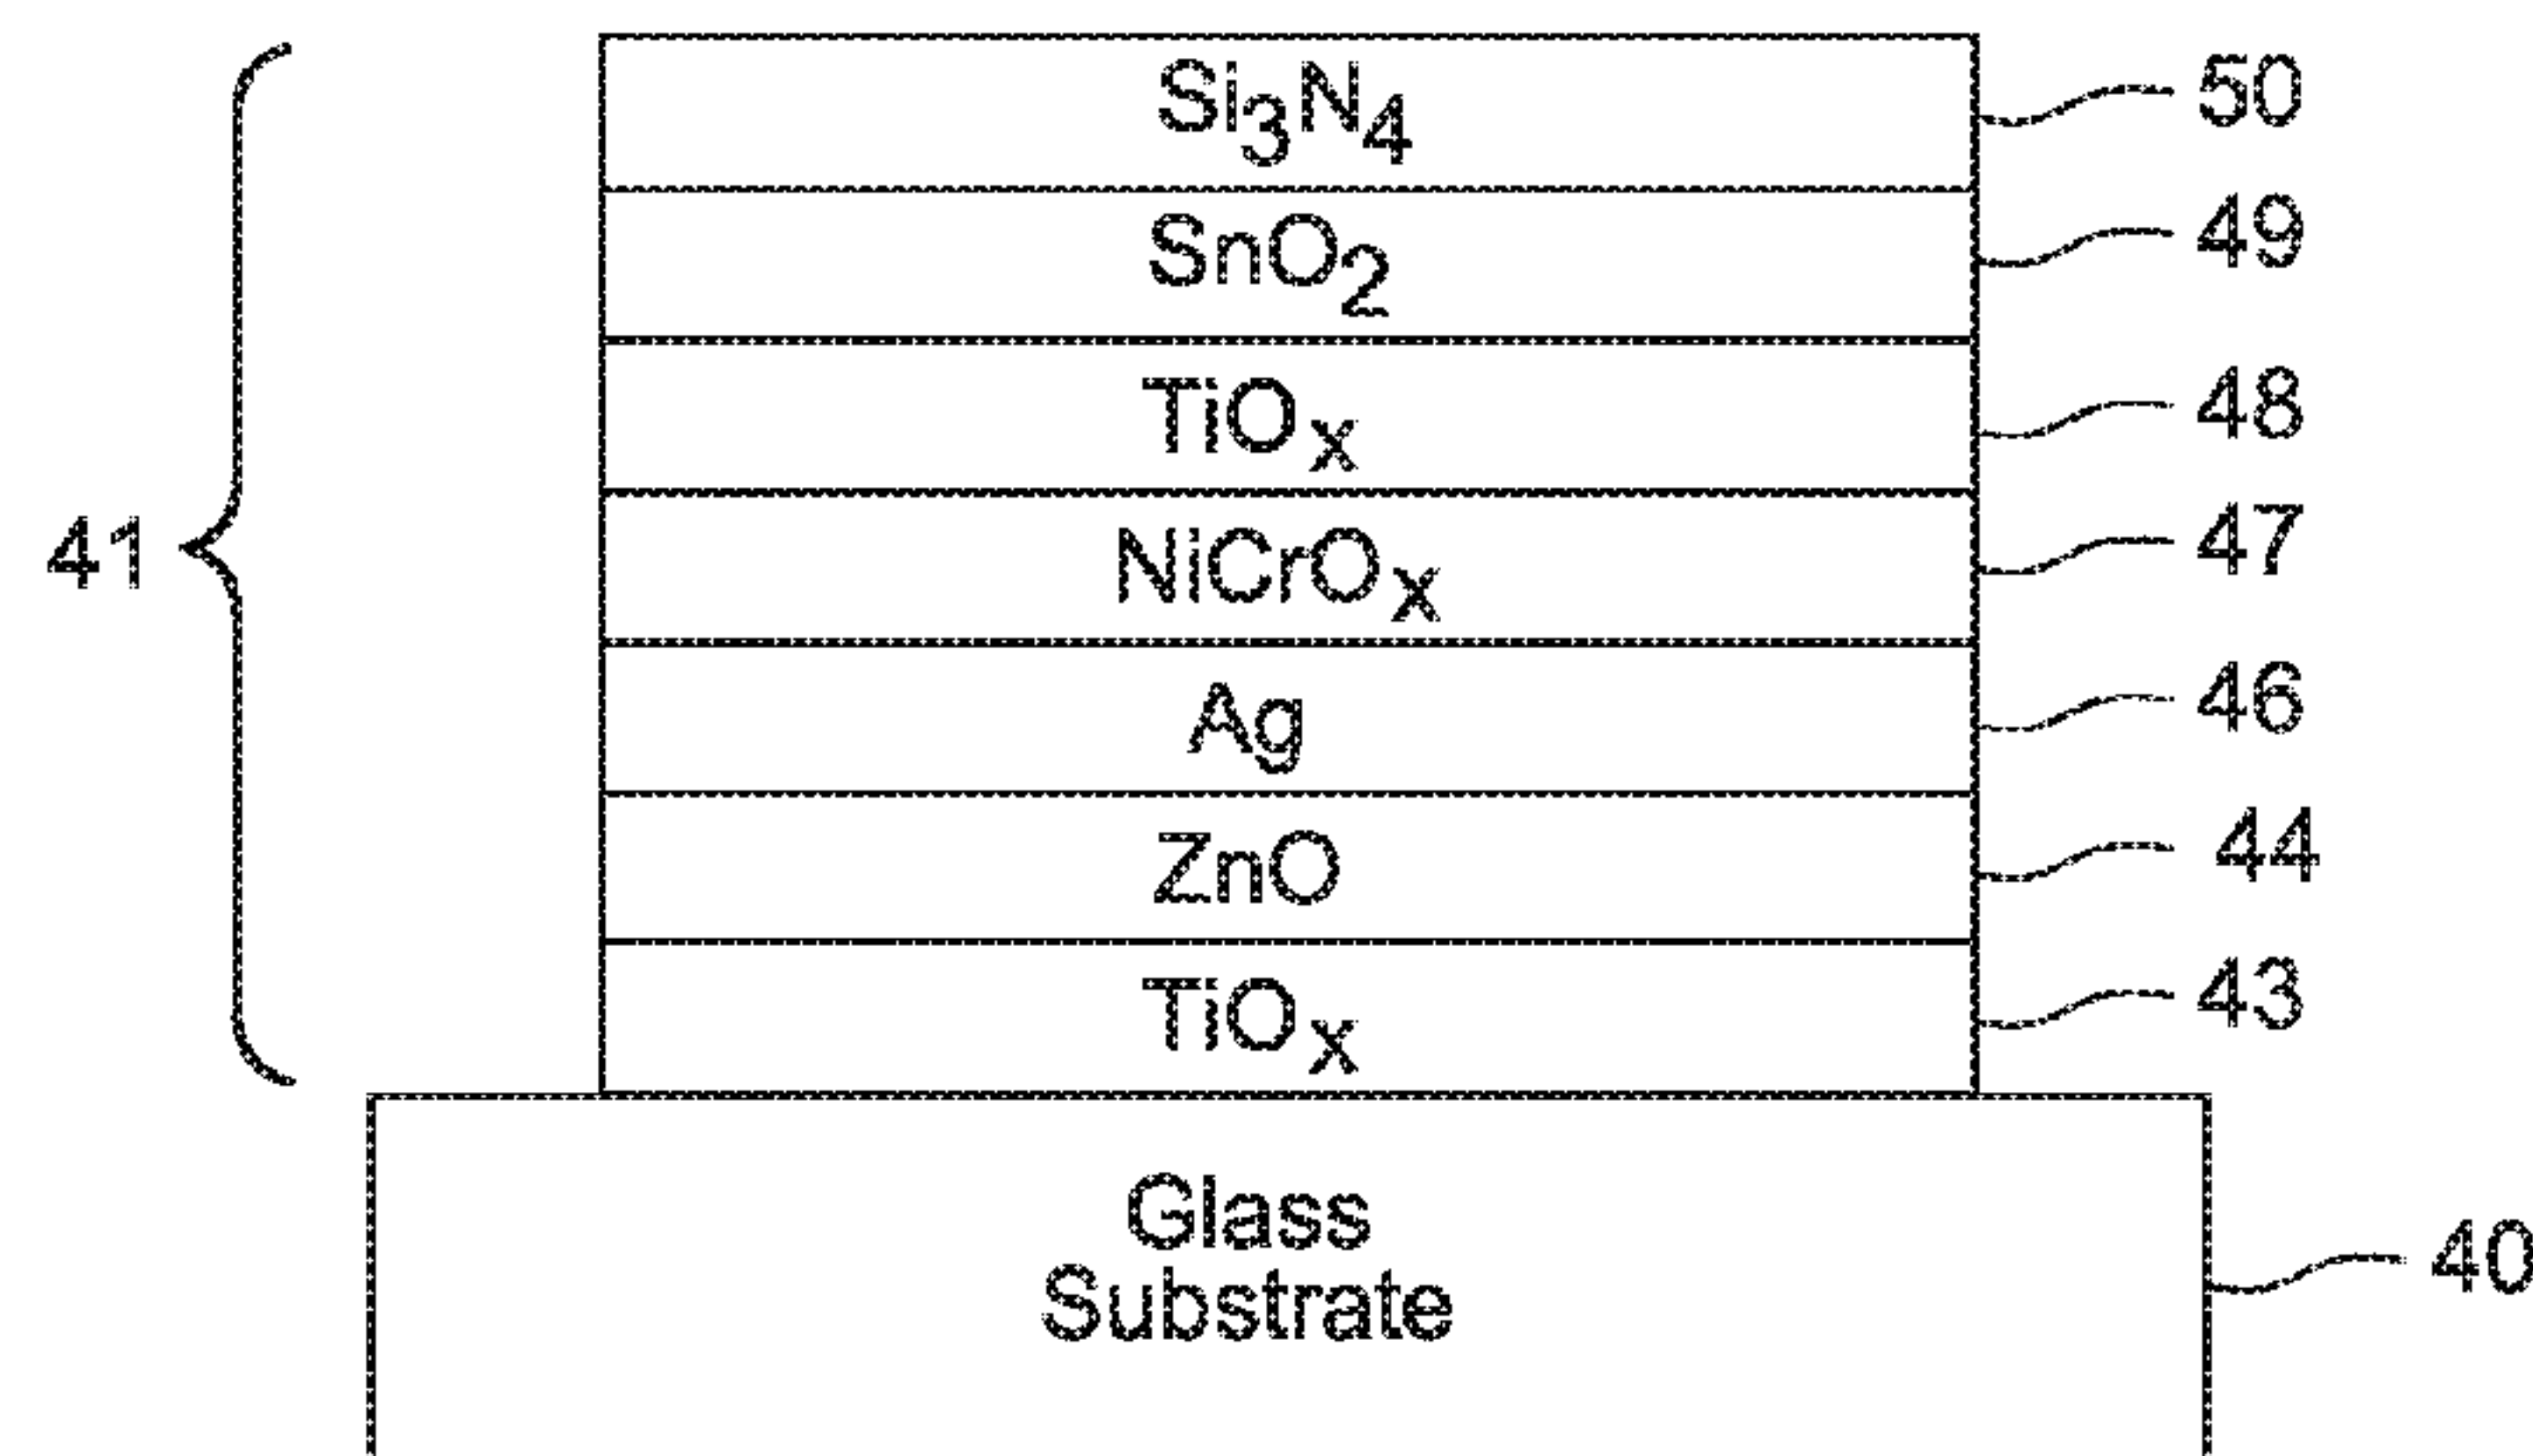 Si3N4 50
SnO2 49
TiOx 48
41 NiCrOx 47
Ag 46
ZnO 44
TiOx 43
Glass
Substrate 40